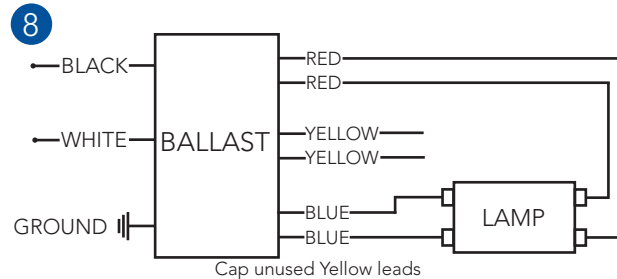 8
RED
BLACK
RED
WHITE
BALLAST
YELLOW
YELLOW
GROUND
BLUE
BLUE
LAMP
Cap unused Yellow leads